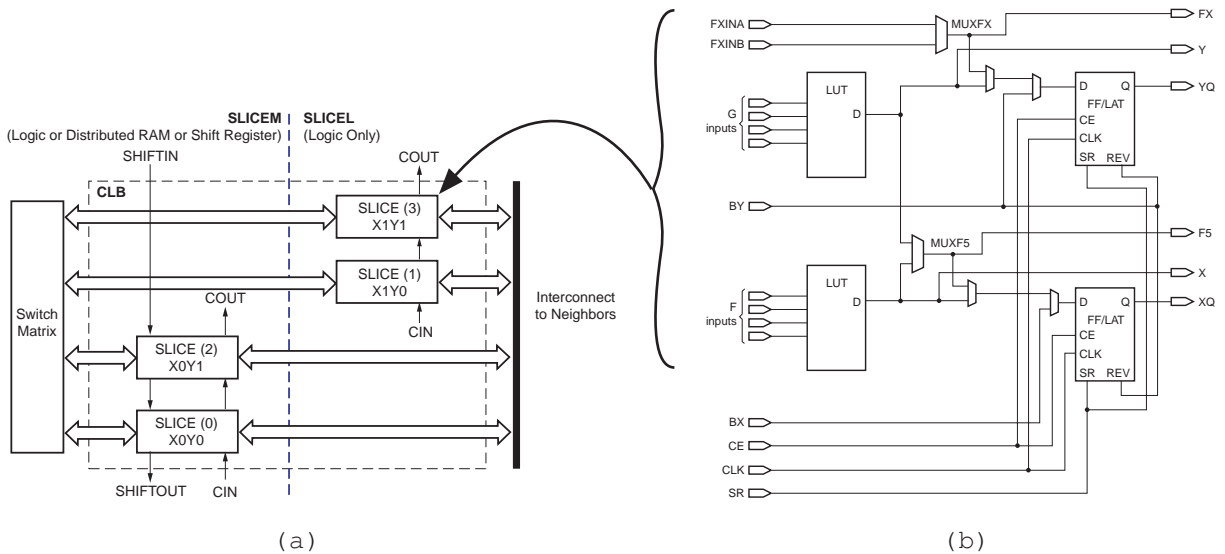 SLICEM
(Logic or Distributed RAM or Shift Register)
SLICEL
(Logic Only)
SHIFTIN
COUT
CLB
SLICE (3)
X1Y1
SLICE (1)
X1Y0
COUT
CIN
Switch
Matrix
Interconnect
to Neighbors
SLICE (2)
X0Y1
SLICE (0)
X0Y0
SHIFTOUT
CIN
(a)
FXINA
FXINB
MUXFX
FX
Y
LUT
D
G
inputs
D
Q
FF/LAT
CE
CLK
SR
REV
YQ
BY
MUXF5
F5
X
LUT
D
F
inputs
D
Q
FF/LAT
CE
CLK
SR
REV
XQ
BX
CE
CLK
SR
(b)